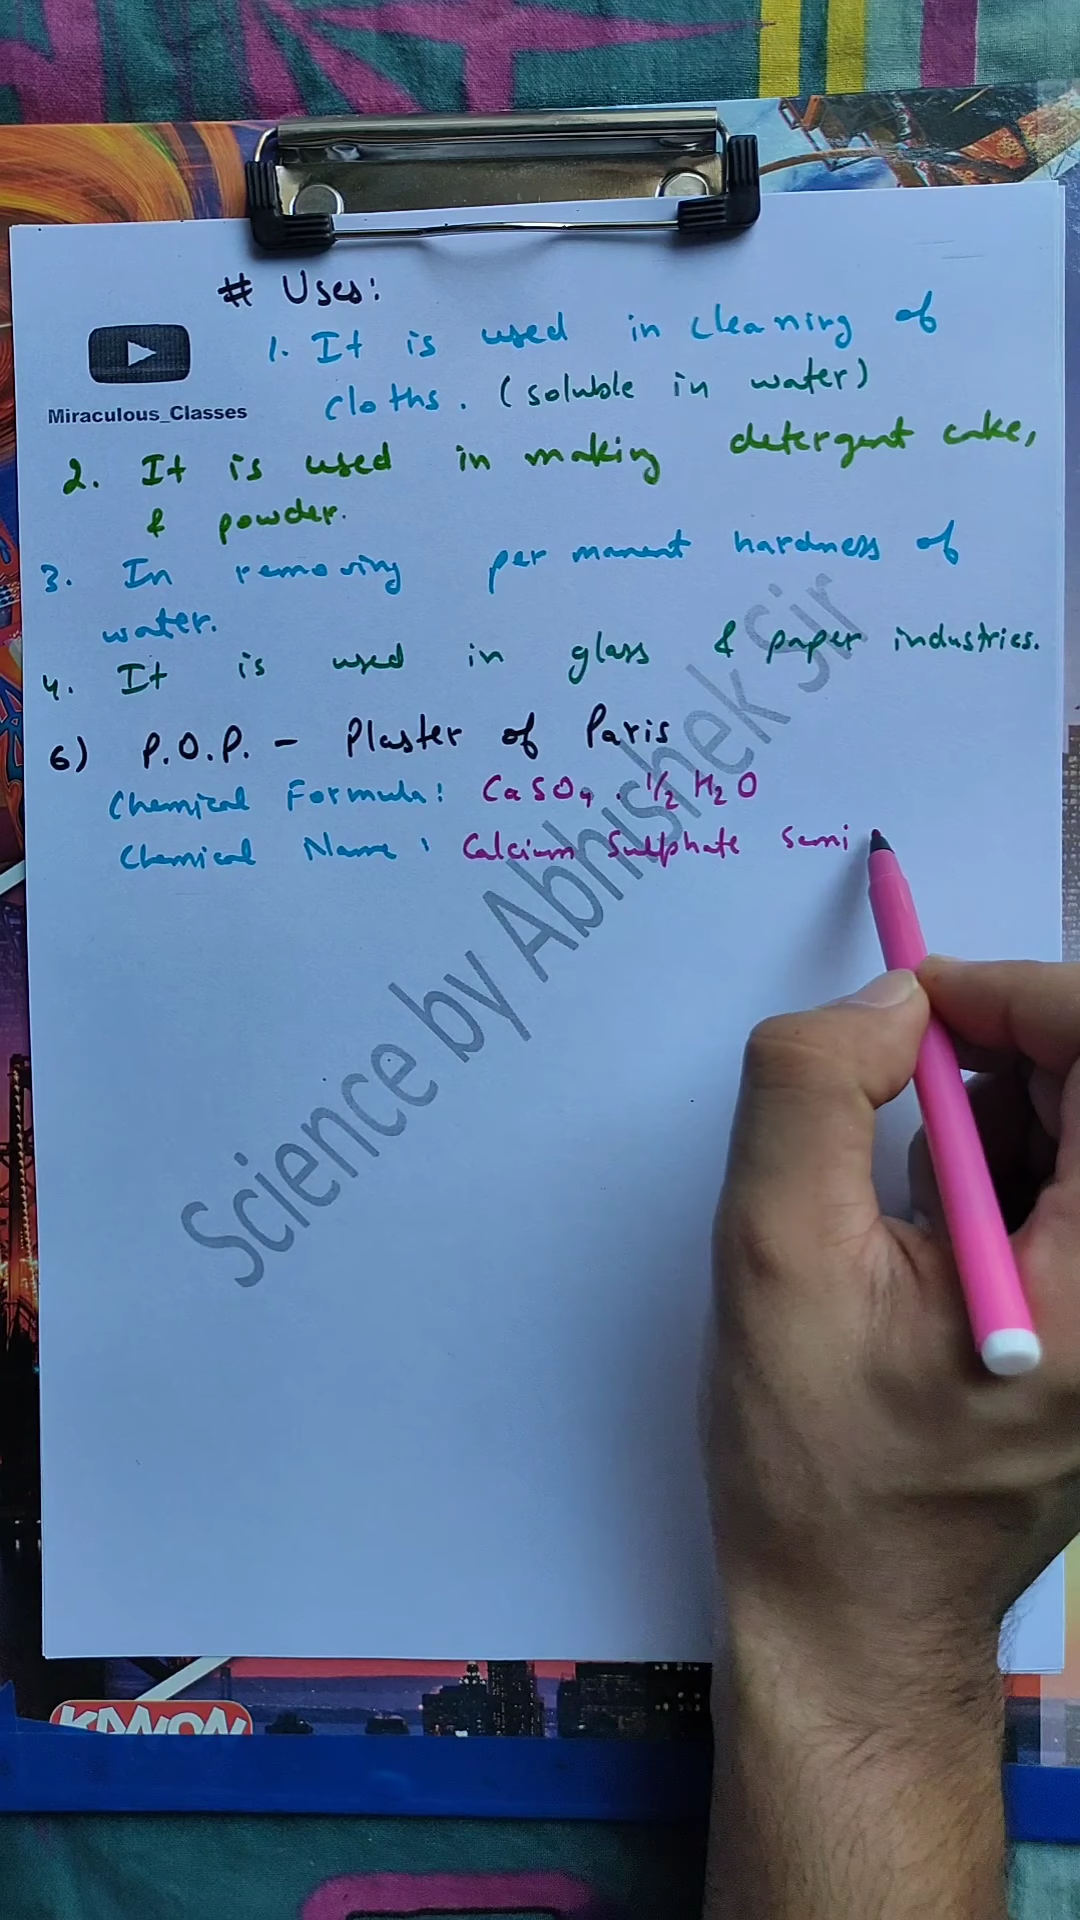 # Uses:
1. It is used in cleaning of
cloths. (soluble in water)
Miraculous_Classes
2. It is used in making detergent cake,
& powder.
3. In removing permanent hardness of
water.
4. It is used in glass & paper industries.
6) P.O.P. - Plaster of Paris
Chemical Formula: CaSO₄ . ½ H₂O
Chemical Name : Calcium Sulphate Semi
Science by Abhishek Sir
KIWON